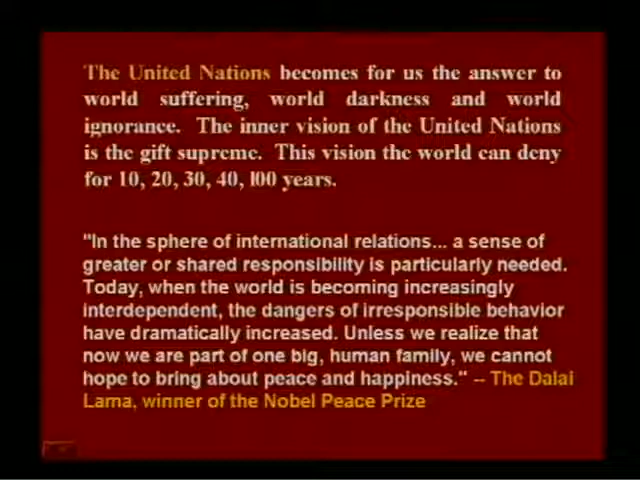 The United Nations becomes for us the answer to
world suffering, world darkness and world
ignorance. The inner vision of the United Nations
is the gift supreme. This vision the world can deny
for 10, 20, 30, 40, 100 years.
"In the sphere of international relations... a sense of
greater or shared responsibility is particularly needed.
Today, when the world is becoming increasingly
interdependent, the dangers of irresponsible behavior
have dramatically increased. Unless we realize that
now we are part of one big, human family, we cannot
hope to bring about peace and happiness." -- The Dalai
Lama, winner of the Nobel Peace Prize